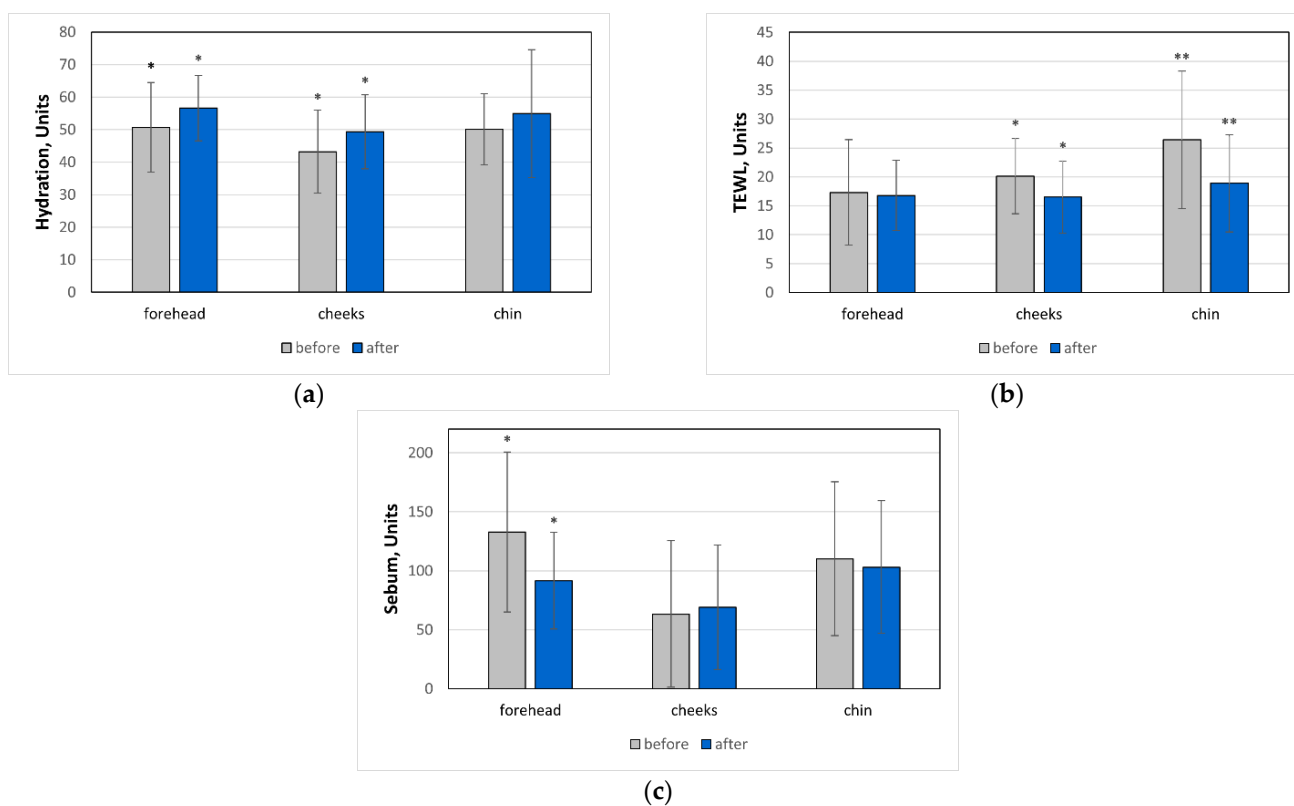 Hydration, Units
80
70
60
50
40
30
20
10
0
* * * *
forehead cheeks chin
before after
(a)
TEWL, Units
45
40
35
30
25
20
15
10
5
0
* * ** **
forehead cheeks chin
before after
(b)
Sebum, Units
200
150
100
50
0
* *
forehead cheeks chin
before after
(c)